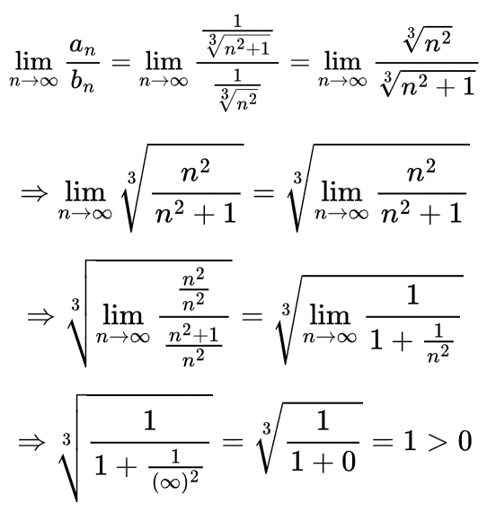 \lim_{n\to\infty} \frac{a_n}{b_n} = \lim_{n\to\infty} \frac{\frac{1}{\sqrt[3]{n^2+1}}}{\frac{1}{\sqrt[3]{n^2}}} = \lim_{n\to\infty} \frac{\sqrt[3]{n^2}}{\sqrt[3]{n^2+1}}
\Rightarrow \lim_{n\to\infty} \sqrt[3]{\frac{n^2}{n^2+1}} = \sqrt[3]{\lim_{n\to\infty} \frac{n^2}{n^2+1}}
\Rightarrow \sqrt[3]{\lim_{n\to\infty} \frac{\frac{n^2}{n^2}}{\frac{n^2+1}{n^2}}} = \sqrt[3]{\lim_{n\to\infty} \frac{1}{1+\frac{1}{n^2}}}
\Rightarrow \sqrt[3]{\frac{1}{1+\frac{1}{(\infty)^2}}} = \sqrt[3]{\frac{1}{1+0}} = 1 > 0